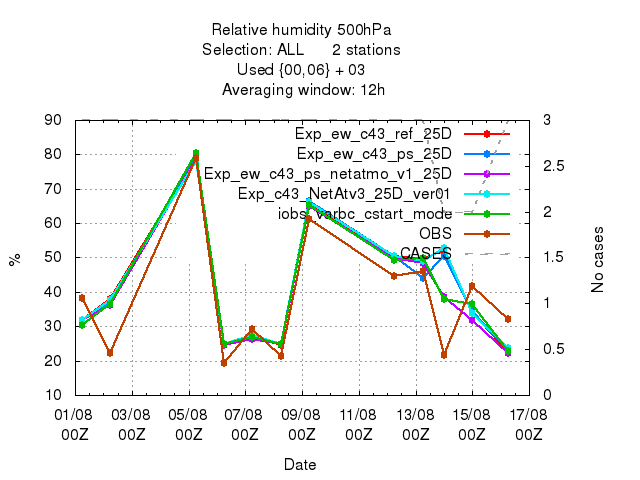 Relative humidity 500hPa
Selection: ALL 2 stations
Used {00,06} + 03
Averaging window: 12h
90
80
70
60
50
40
30
20
10
%
3
2.5
2
1.5
1
0.5
0
No cases
Exp_ew_c43_ref_25D
Exp_ew_c43_ps_25D
Exp_ew_c43_ps_netatmo_v1_25D
Exp_c43_NetAtv3_25D_ver01
iobs_varbc_cstart_mode
OBS
CASES
01/08 03/08 05/08 07/08 09/08 11/08 13/08 15/08 17/08
00Z 00Z 00Z 00Z 00Z 00Z 00Z 00Z 00Z
Date